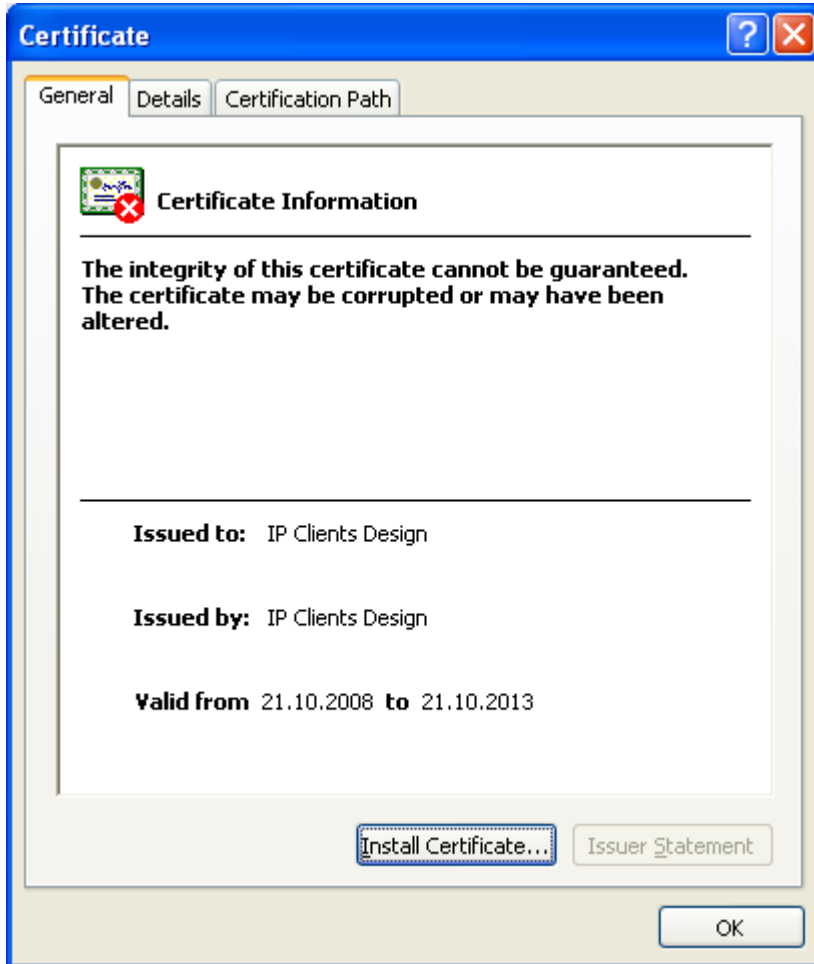 Certificate
General
Details
Certification Path
Certificate Information
The integrity of this certificate cannot be guaranteed.
The certificate may be corrupted or may have been
altered.
Issued to: IP Clients Design
Issued by: IP Clients Design
Valid from 21.10.2008 to 21.10.2013
Install Certificate...
Issuer Statement
OK